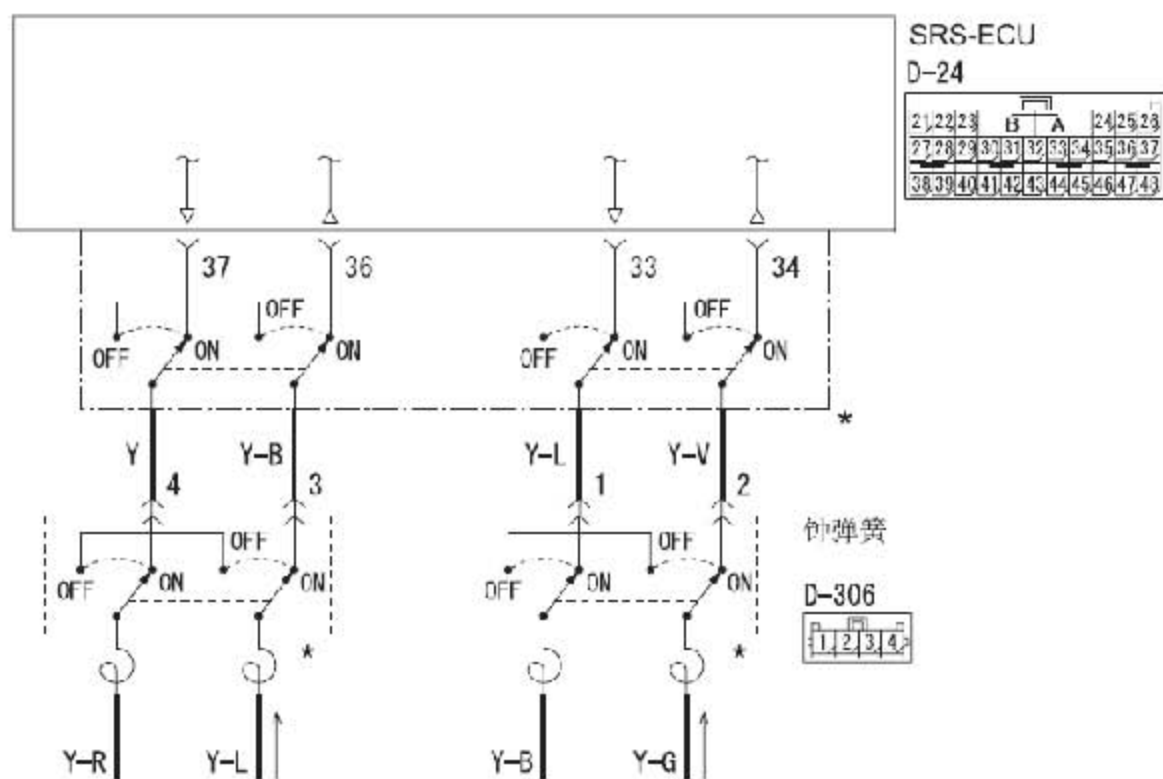 SRS-ECU
D-24
21 22 23 B A 24 25 26
27 28 29 30 31 32 33 34 35 36 37
38 39 40 41 42 43 44 45 46 47 48
37 36 33 34
OFF OFF
OFF ON ON OFF ON ON
*
Y Y-B Y-L Y-V
4 3 1 2
钟弹簧
OFF OFF
OFF ON ON OFF ON ON
D-306
1 2 3 4
* *
Y-R Y-L Y-B Y-G